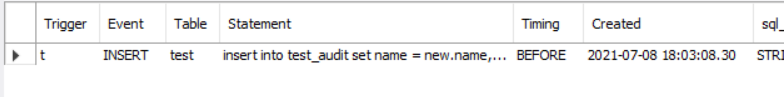 Trigger Event Table Statement Timing Created sql_
t INSERT test insert into test_audit set name = new.name,... BEFORE 2021-07-08 18:03:08.30 STRI